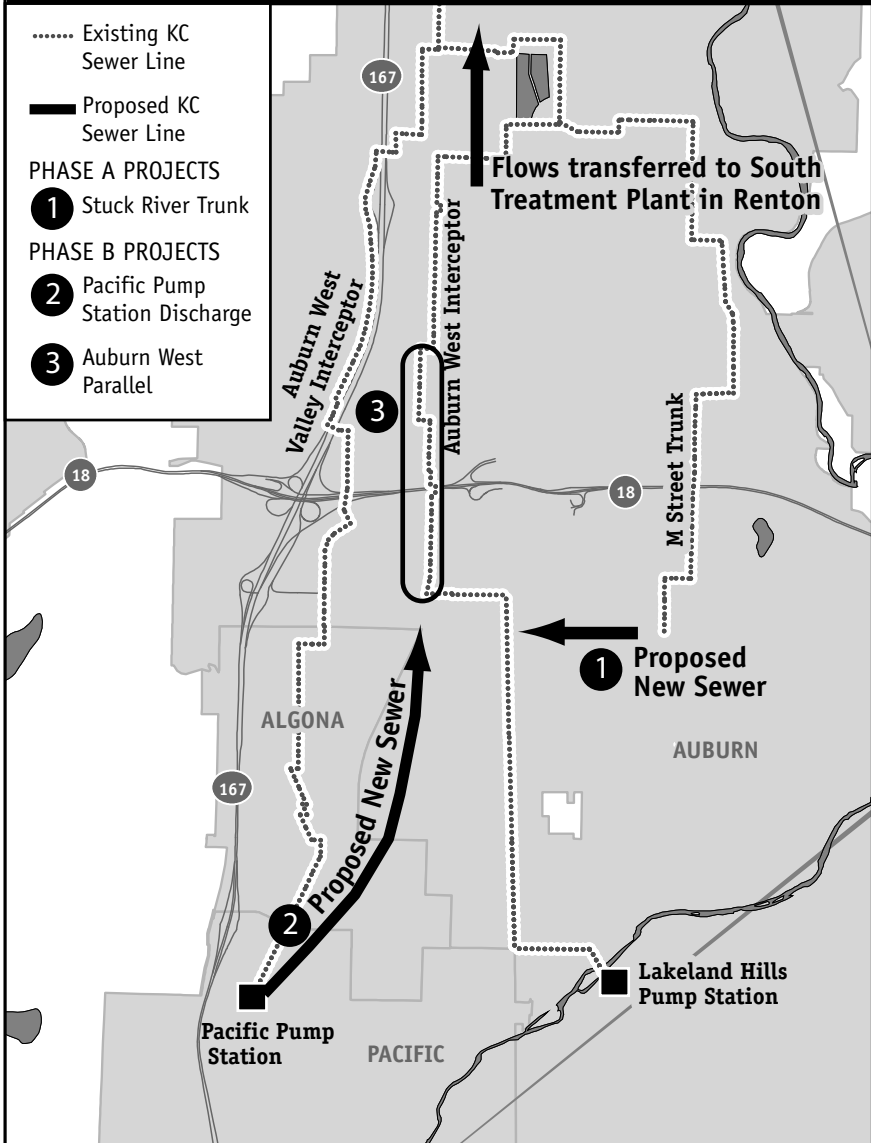 Existing KC
Sewer Line
Proposed KC
Sewer Line
PHASE A PROJECTS
1 Stuck River Trunk
PHASE B PROJECTS
2 Pacific Pump
Station Discharge
3 Auburn West
Parallel
167
Flows transferred to South
Treatment Plant in Renton
Auburn West
Valley Interceptor
3
Auburn West Interceptor
M Street Trunk
18
18
1 Proposed
New Sewer
ALGONA
AUBURN
167
2 Proposed New Sewer
Lakeland Hills
Pump Station
Pacific Pump
Station
PACIFIC